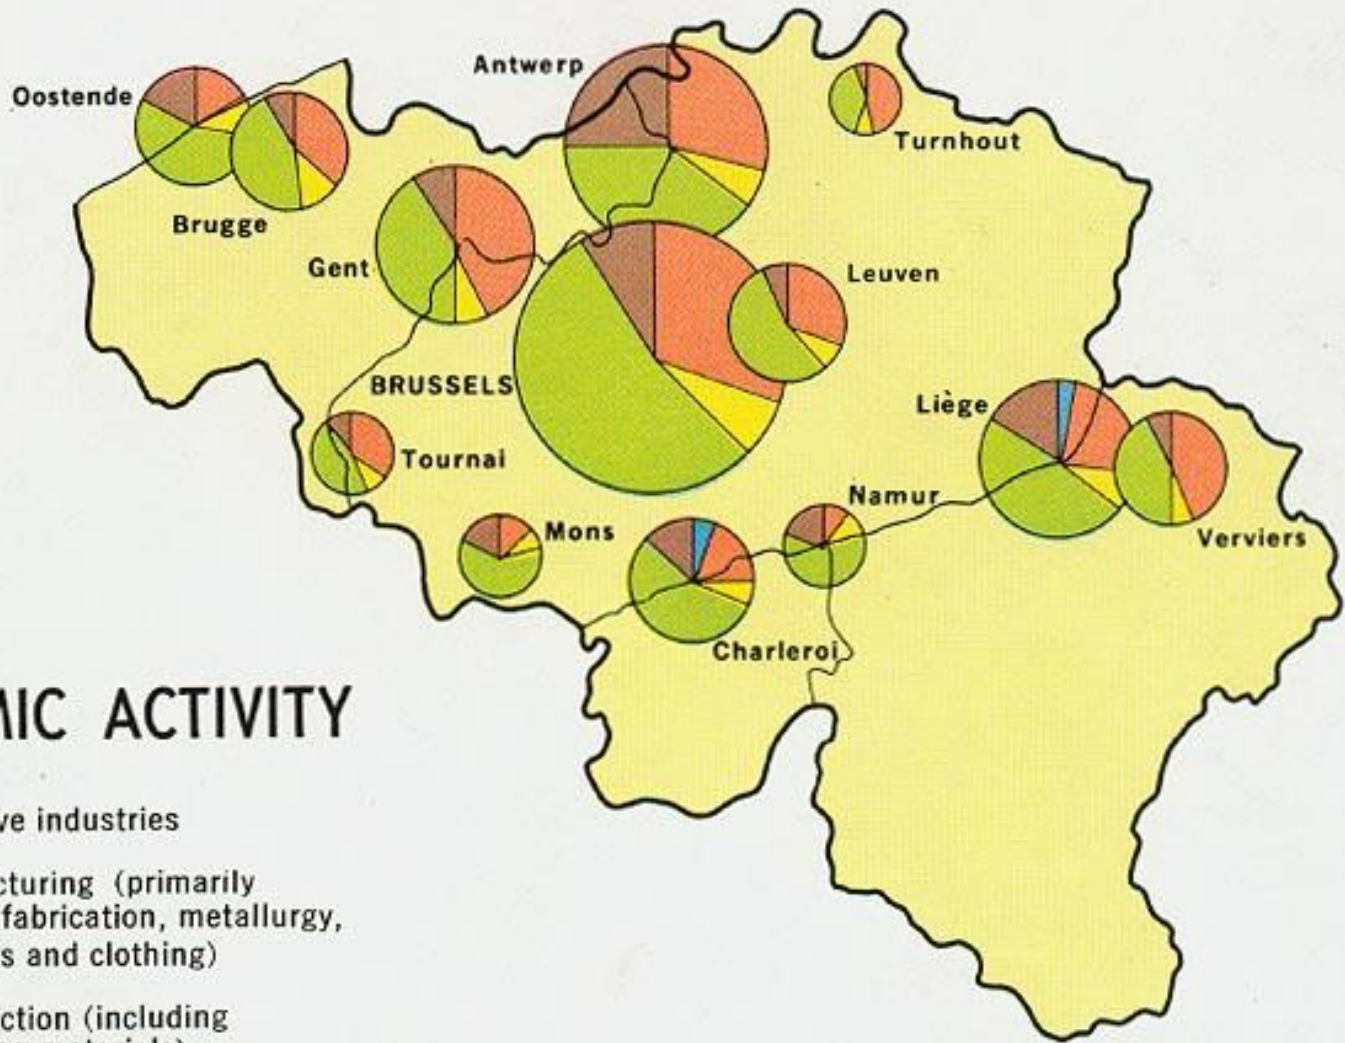 Antwerp
Oostende
Turnhout
Brugge
Gent
Leuven
BRUSSELS
Liège
Tournai
Namur
Mons
Verviers
Charleroi
MIC ACTIVITY
ve industries
cturing (primarily
fabrication, metallurgy,
s and clothing)
ction (including